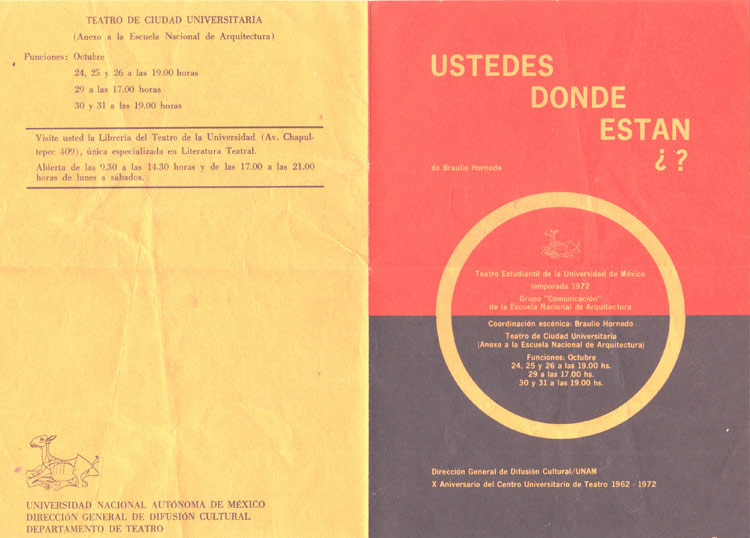 TEATRO DE CIUDAD UNIVERSITARIA
(Anexo a la Escuela Nacional de Arquitectura)
Funciones: Octubre
24, 25 y 26 a las 19.00 horas
29 a las 17.00 horas
30 y 31 a las 19.00 horas
Visite usted la Librería del Teatro de la Universidad (Av. Chapul-
tepec 409), única especializada en Literatura Teatral.
Abierta de las 9.30 a las 14.30 horas y de las 17.00 a las 21.00
horas de lunes a sábados.
UNIVERSIDAD NACIONAL AUTÓNOMA DE MÉXICO
DIRECCIÓN GENERAL DE DIFUSIÓN CULTURAL
DEPARTAMENTO DE TEATRO
USTEDES
DONDE
ESTAN
¿?
de Braulio Hornedo
Teatro Estudiantil de la Universidad de México
temporada 1972
Grupo "Comunicación"
de la Escuela Nacional de Arquitectura
Coordinación escénica: Braulio Hornedo
Teatro de Ciudad Universitaria
(Anexo a la Escuela Nacional de Arquitectura)
Funciones: Octubre
24, 25 y 26 a las 19.00 hs.
29 a las 17.00 hs.
30 y 31 a las 19.00 hs.
Dirección General de Difusión Cultural/UNAM
X Aniversario del Centro Universitario de Teatro 1962 - 1972